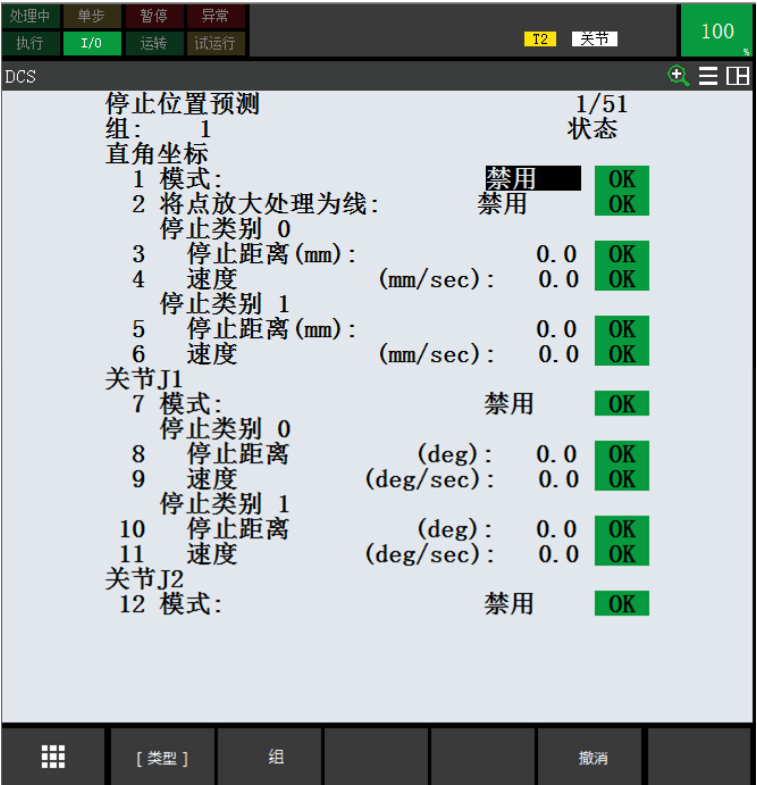 处理中 单步 暂停 异常
执行 I/O 运转 试运行 T2 关节 100 %
DCS
停止位置预测 1/51
组: 1 状态
直角坐标
1 模式: 禁用 OK
2 将点放大处理为线: 禁用 OK
停止类别 0
3 停止距离(mm): 0.0 OK
4 速度 (mm/sec): 0.0 OK
停止类别 1
5 停止距离(mm): 0.0 OK
6 速度 (mm/sec): 0.0 OK
关节J1
7 模式: 禁用 OK
停止类别 0
8 停止距离 (deg): 0.0 OK
9 速度 (deg/sec): 0.0 OK
停止类别 1
10 停止距离 (deg): 0.0 OK
11 速度 (deg/sec): 0.0 OK
关节J2
12 模式: 禁用 OK
[ 类型 ] 组 撤消